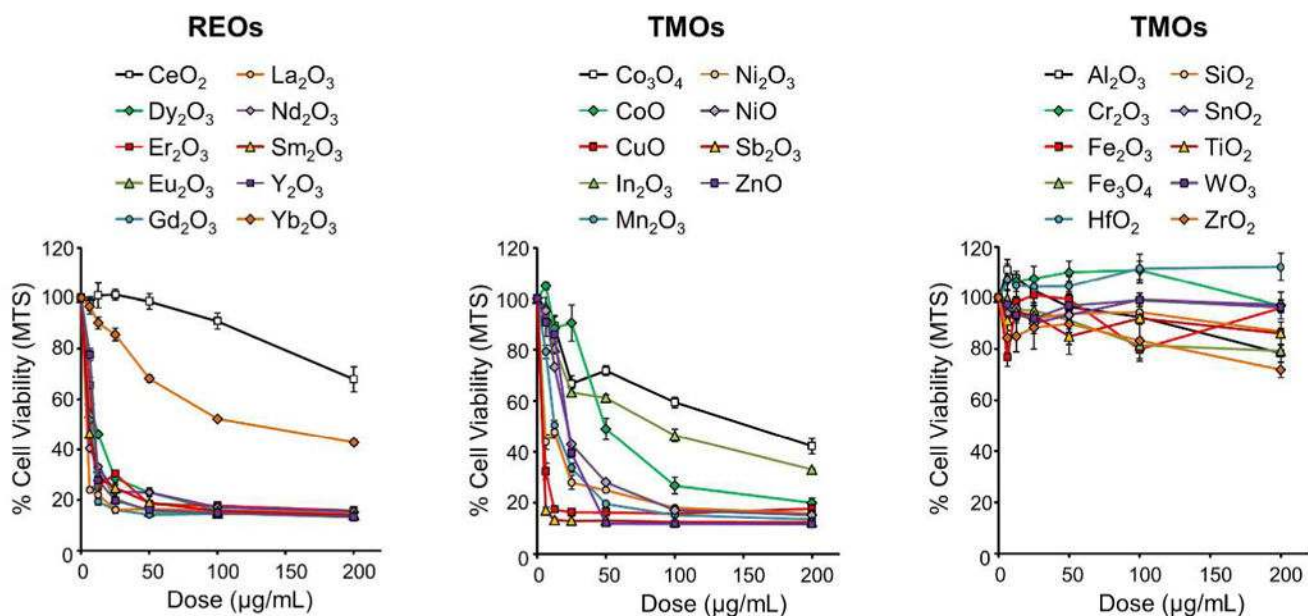 REOs
CeO₂ La₂O₃
Dy₂O₃ Nd₂O₃
Er₂O₃ Sm₂O₃
Eu₂O₃ Y₂O₃
Gd₂O₃ Yb₂O₃
120
100
80
60
40
20
0
% Cell Viability (MTS)
0 50 100 150 200
Dose (µg/mL)
TMOs
Co₃O₄ Ni₂O₃
CoO NiO
CuO Sb₂O₃
In₂O₃ ZnO
Mn₂O₃
120
100
80
60
40
20
0
% Cell Viability (MTS)
0 50 100 150 200
Dose (µg/mL)
TMOs
Al₂O₃ SiO₂
Cr₂O₃ SnO₂
Fe₂O₃ TiO₂
Fe₃O₄ WO₃
HfO₂ ZrO₂
120
100
80
60
40
20
0
% Cell Viability (MTS)
0 50 100 150 200
Dose (µg/mL)